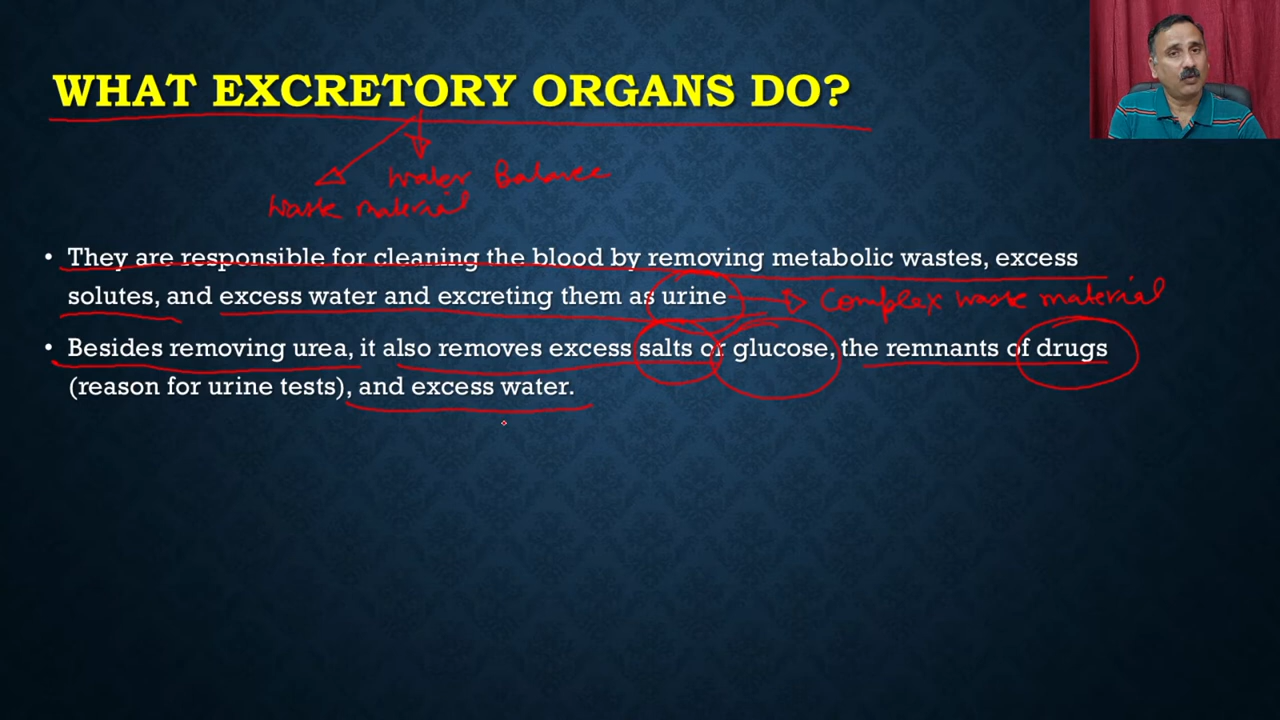 WHAT EXCRETORY ORGANS DO?
Water Balance
Waste material
• They are responsible for cleaning the blood by removing metabolic wastes, excess
solutes, and excess water and excreting them as urine
Complex waste material
• Besides removing urea, it also removes excess salts or glucose, the remnants of drugs
(reason for urine tests), and excess water.